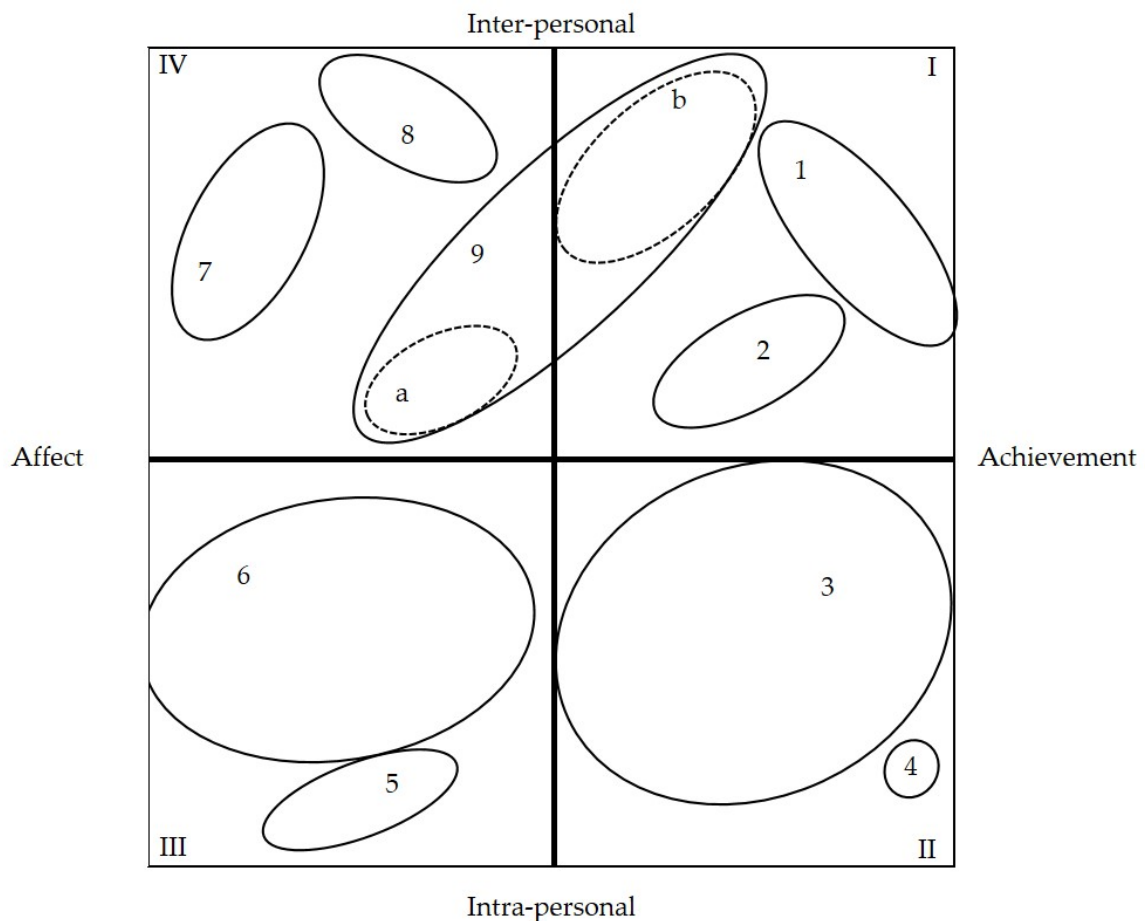 Inter-personal
IV
I
b
8
1
9
7
2
a
Affect
Achievement
6
3
4
5
III
II
Intra-personal